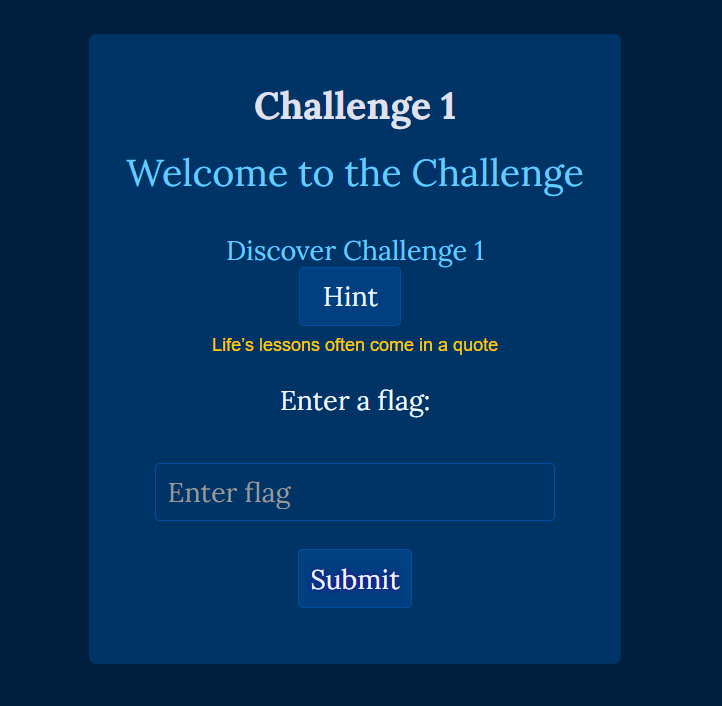 Challenge 1
Welcome to the Challenge
Discover Challenge 1
Hint
Life’s lessons often come in a quote
Enter a flag:
Enter flag
Submit